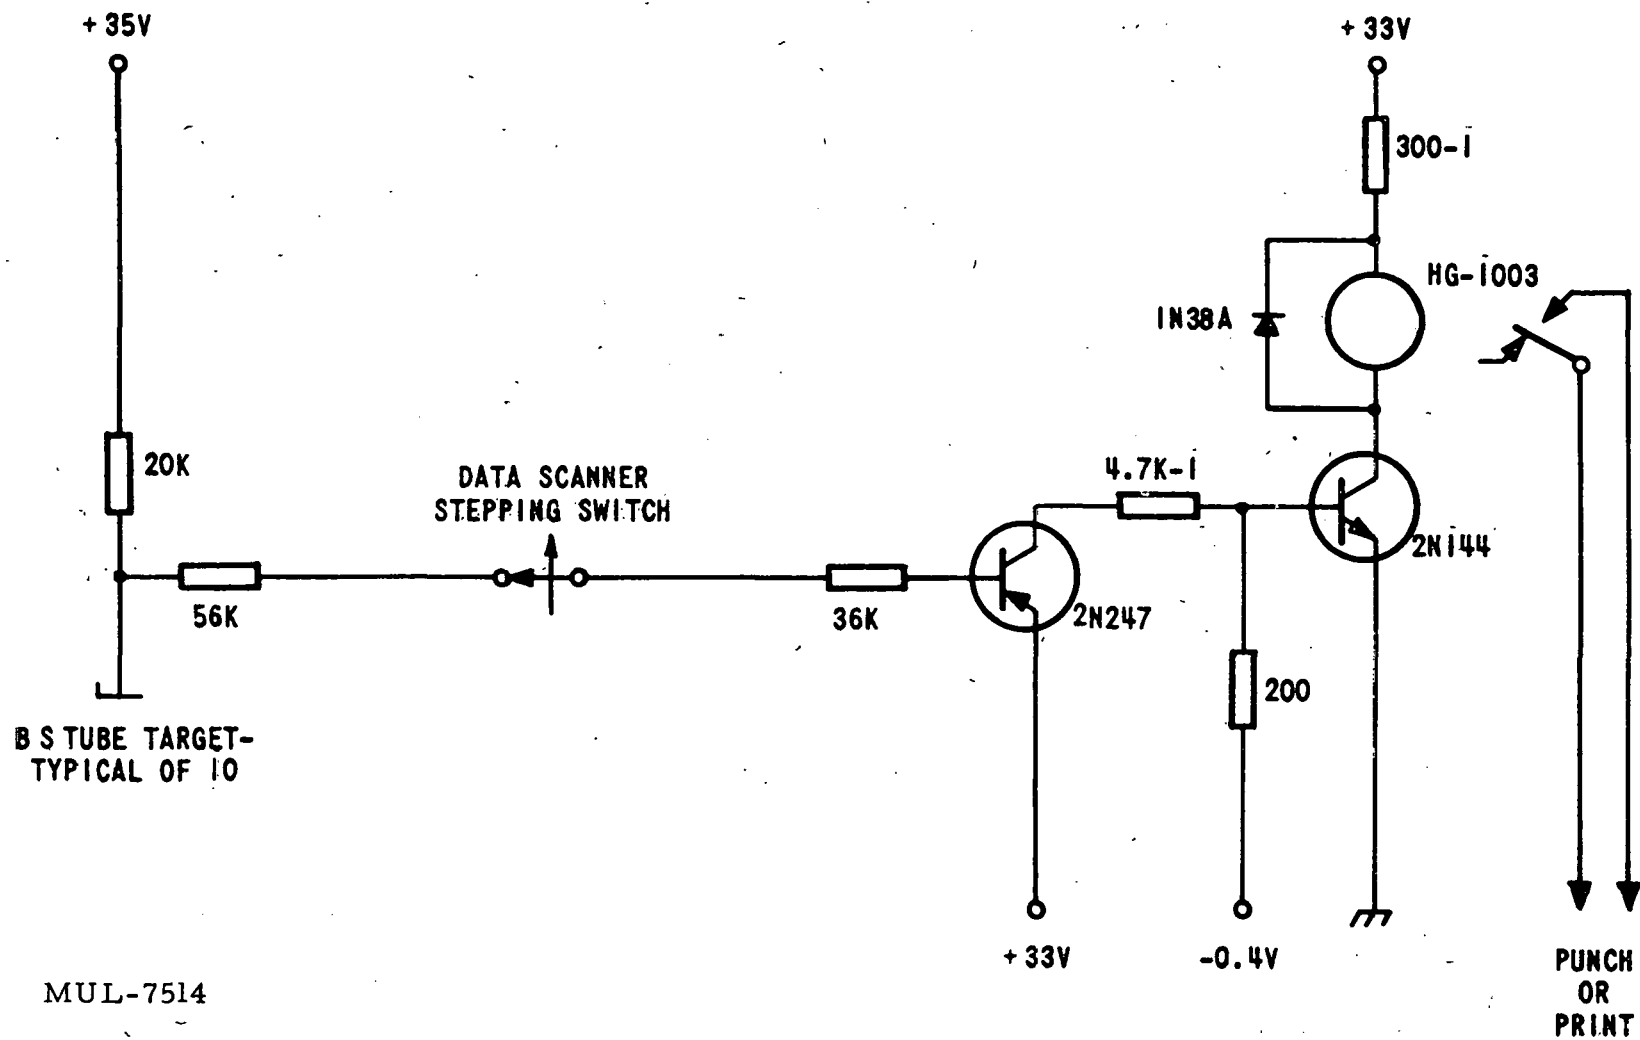 +35V
+33V
300-1
HG-1003
1N38A
20K
DATA SCANNER
STEPPING SWITCH
4.7K-1
2N144
56K
36K
2N247
200
B S TUBE TARGET-
TYPICAL OF 10
+33V
-0.4V
PUNCH
OR
PRINT
MUL-7514